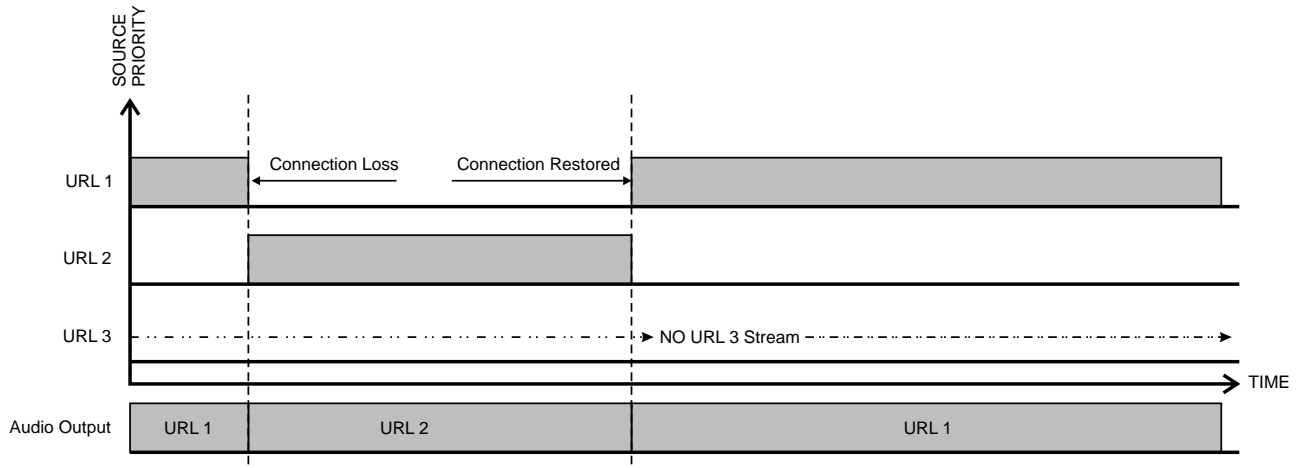 SOURCE
PRIORITY
URL 1
Connection Loss
Connection Restored
URL 2
URL 3
NO URL 3 Stream
TIME
Audio Output
URL 1
URL 2
URL 1